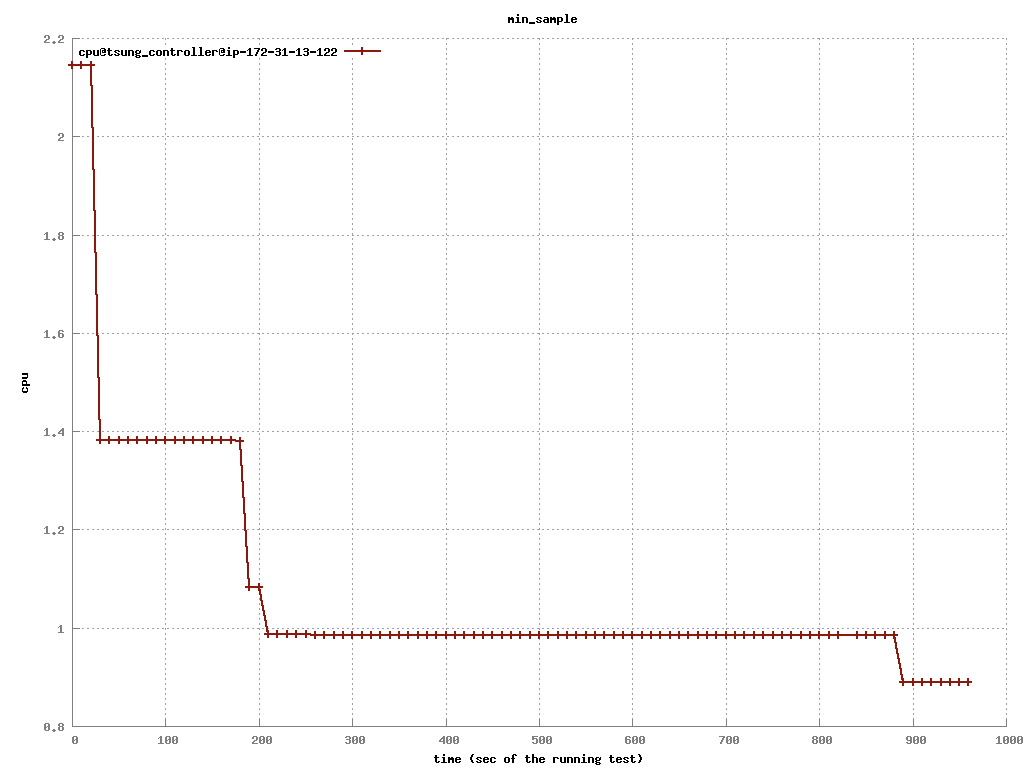 min_sample
2.2
cpu@tsung_controller@ip-172-31-13-122
2
1.8
1.6
cpu
1.4
1.2
1
0.8
0 100 200 300 400 500 600 700 800 900 1000
time (sec of the running test)